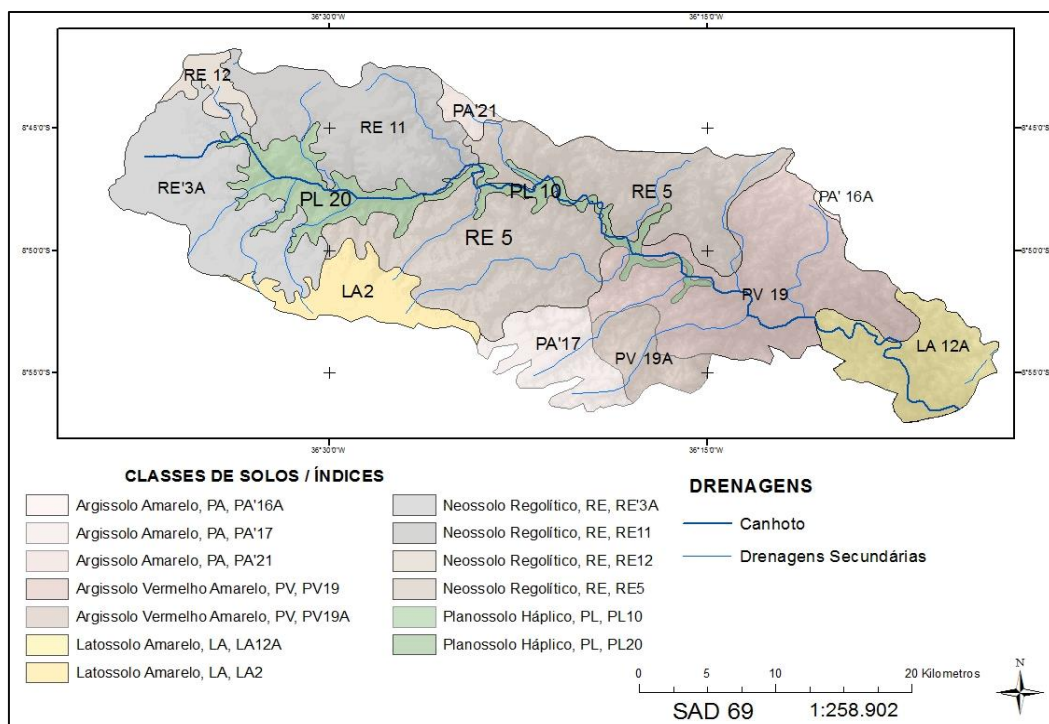 36°30'0"W
36°15'0"W
RE 12
PA'21
8°45'0"S
8°45'0"S
RE 11
RE'3A
PL 20
PL 10
RE 5
PA' 16A
RE 5
8°50'0"S
8°50'0"S
LA2
PV 19
PA'17
PV 19A
LA 12A
8°55'0"S
8°55'0"S
36°30'0"W
36°15'0"W
CLASSES DE SOLOS / ÍNDICES
Argissolo Amarelo, PA, PA'16A
Argissolo Amarelo, PA, PA'17
Argissolo Amarelo, PA, PA'21
Argissolo Vermelho Amarelo, PV, PV19
Argissolo Vermelho Amarelo, PV, PV19A
Latossolo Amarelo, LA, LA12A
Latossolo Amarelo, LA, LA2
Neossolo Regolítico, RE, RE'3A
Neossolo Regolítico, RE, RE11
Neossolo Regolítico, RE, RE12
Neossolo Regolítico, RE, RE5
Planossolo Háplico, PL, PL10
Planossolo Háplico, PL, PL20
DRENAGENS
Canhoto
Drenagens Secundárias
0 5 10 20 Kilometros
SAD 69 1:258.902
N